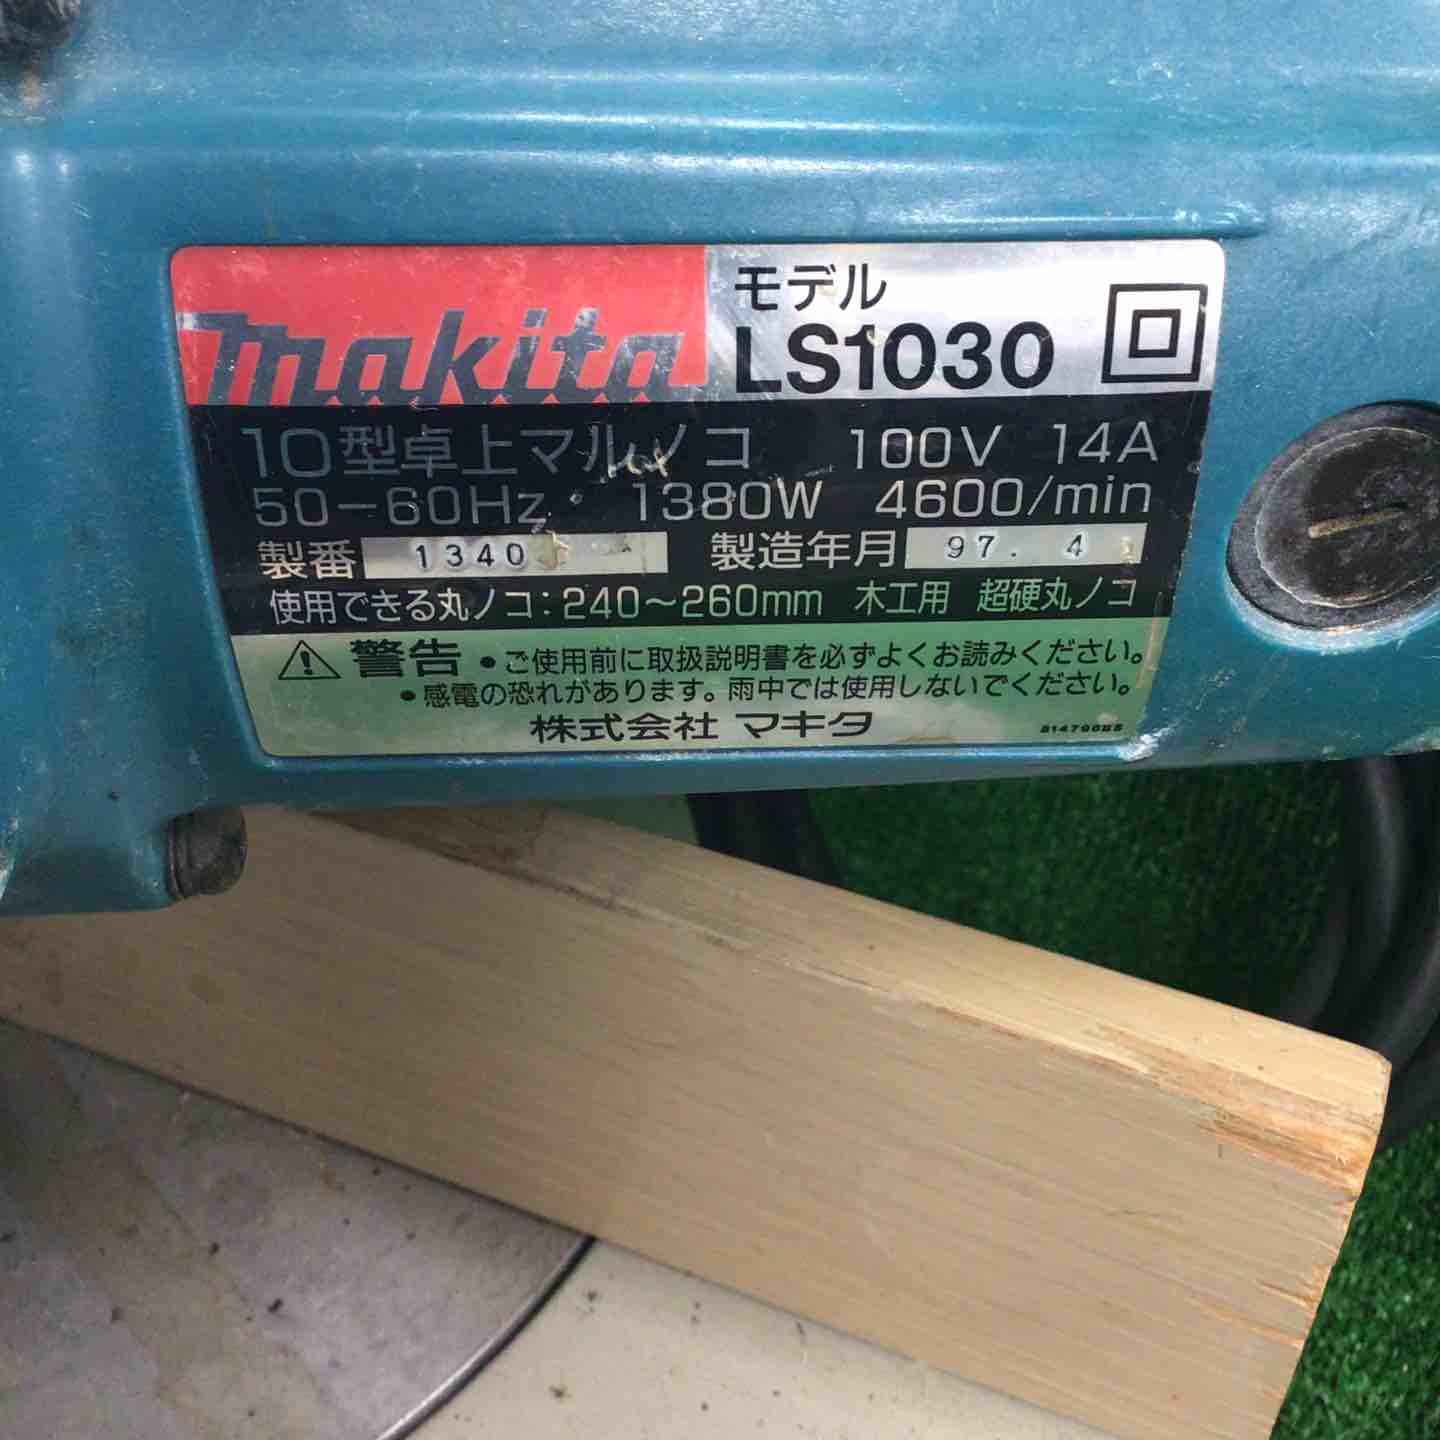 makita
モデル
LS1030
10型卓上マルノコ 100V 14A
50-60Hz 1380W 4600/min
製番 1340 製造年月 97. 4
使用できる丸ノコ:240~260mm 木工用 超硬丸ノコ
警告 •ご使用前に取扱説明書を必ずよくお読みください。
•感電の恐れがあります。雨中では使用しないでください。
株式会社 マキタ